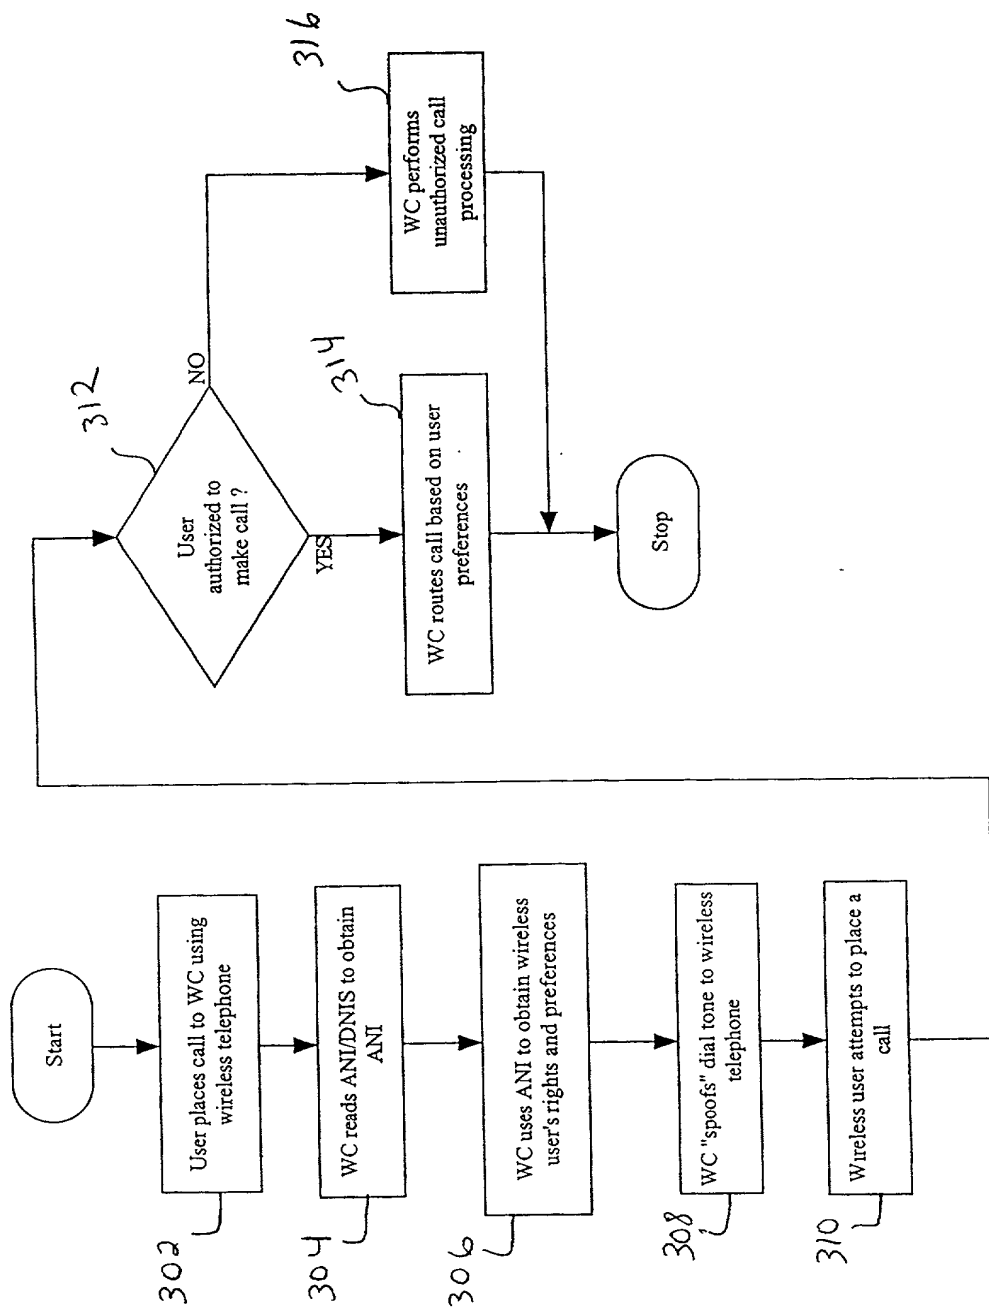 Start
302
User places call to WC using
wireless telephone
304
WC reads ANI/DNIS to obtain
ANI
306
WC uses ANI to obtain wireless
user's rights and preferences
308
WC "spoofs" dial tone to wireless
telephone
310
Wireless user attempts to place a
call
312
User
authorized to
make call ?
NO
YES
314
WC routes call based on user
preferences
316
WC performs
unauthorized call
processing
Stop